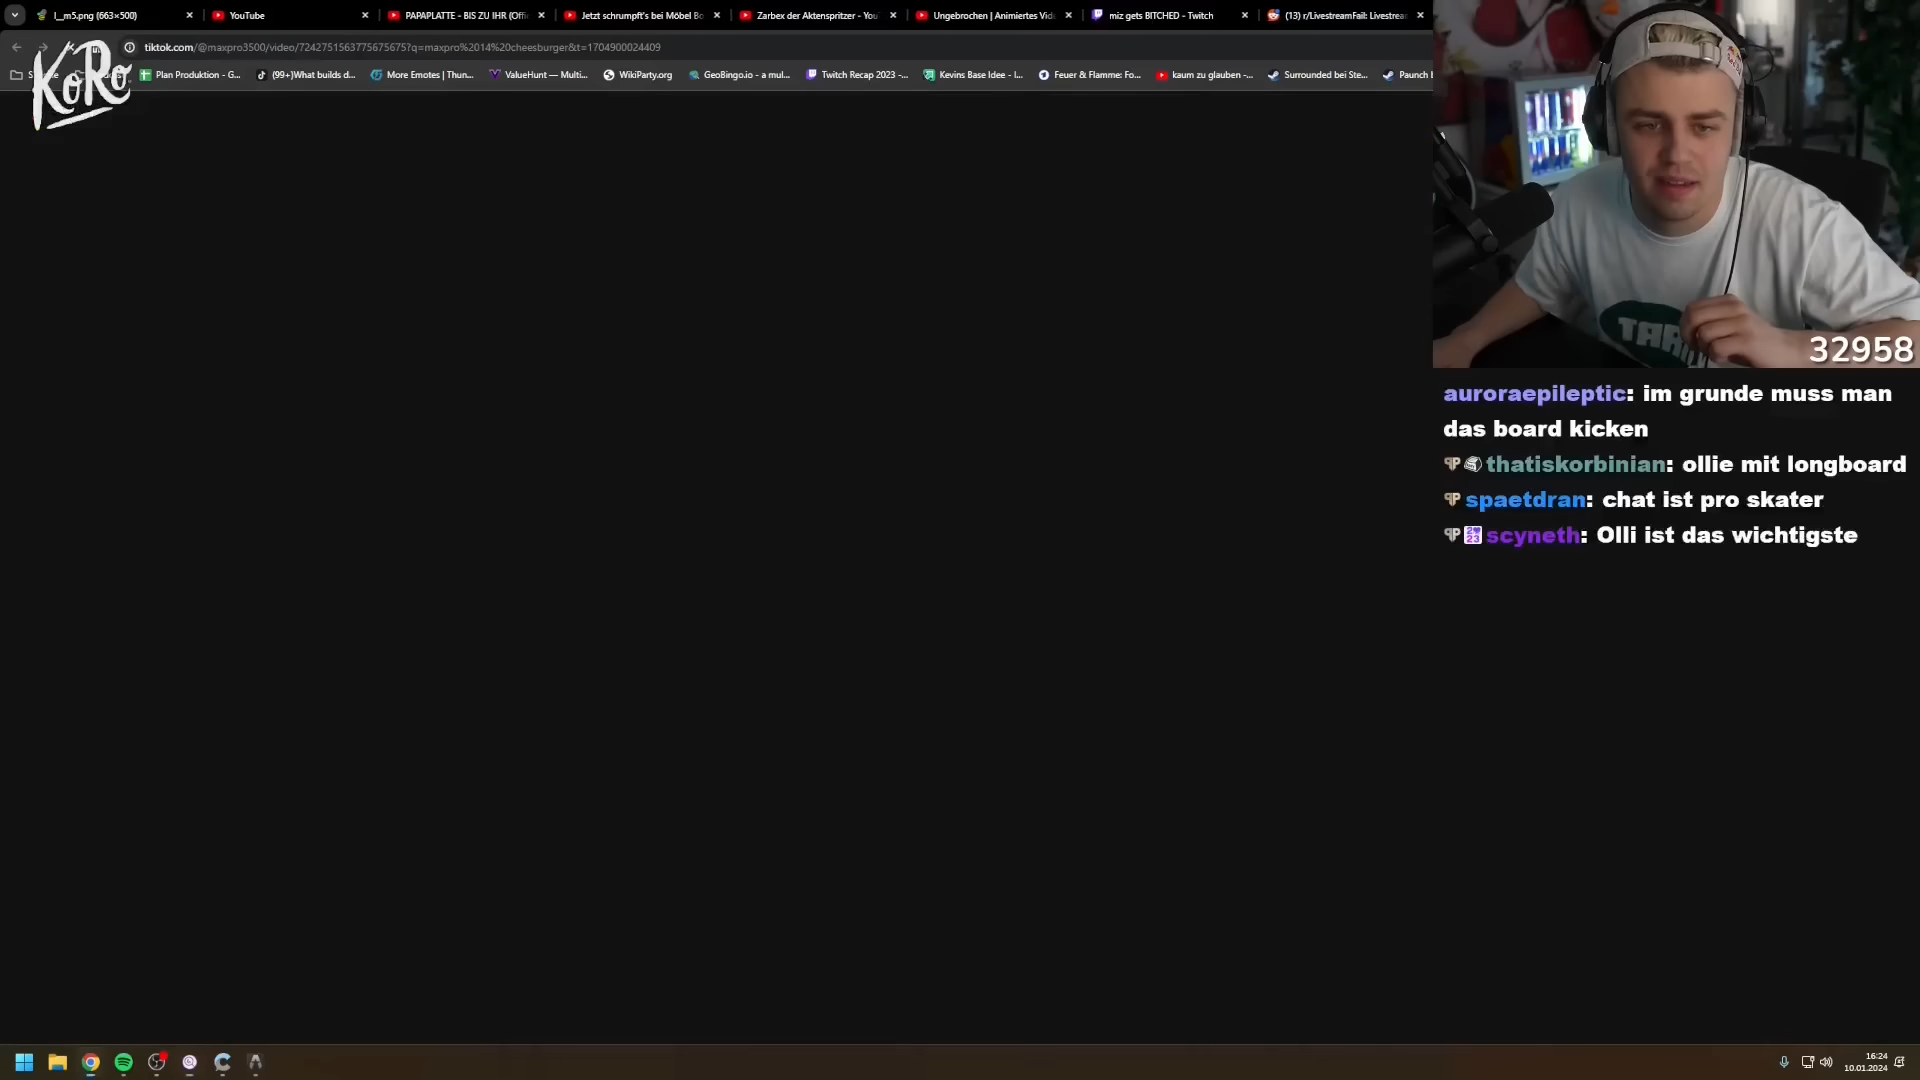 l__m5.png (663×500)
YouTube
PAPAPLATTE - BIS ZU IHR (Offi
Jetzt schrumpft's bei Möbel Bo
Zarbex der Aktenspritzer - You
Ungebrochen | Animiertes Vid
miz gets BITCHED - Twitch
(13) r/LivestreamFail: Livestrea
tiktok.com/@maxpro3500/video/7242751563775675675?q=maxpro%2014%20cheesburger&t=1704900024409
KoRo
Plan Produktion - G...
(99+)What builds d...
More Emotes | Thun...
ValueHunt — Multi...
WikiParty.org
GeoBingo.io - a mul...
Twitch Recap 2023 -...
Kevins Base Idee - l...
Feuer & Flamme: Fo...
kaum zu glauben -...
Surrounded bei Ste...
Paunch
32958
auroraepileptic: im grunde muss man
das board kicken
thatiskorbinian: ollie mit longboard
spaetdran: chat ist pro skater
scyneth: Olli ist das wichtigste
16:24
10.01.2024